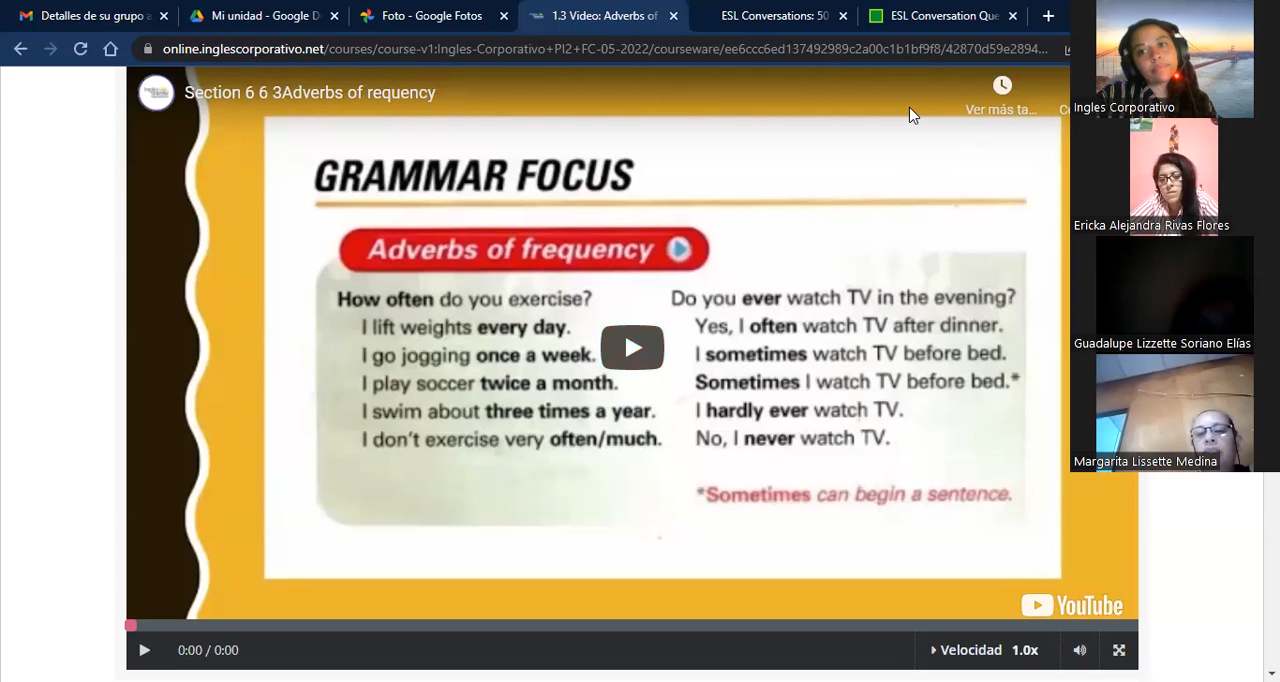 Detalles de su grupo a
Mi unidad - Google D
Foto - Google Fotos
1.3 Video: Adverbs of
ESL Conversations: 50
ESL Conversation Que
online.inglescorporativo.net/courses/course-v1:Ingles-Corporativo+PI2+FC-05-2022/courseware/ee6ccc6ed137492989c2a00c1b1bf9f8/42870d59e2894...
Section 6 6 3Adverbs of requency
Ver más ta...
GRAMMAR FOCUS
Adverbs of frequency
How often do you exercise?
I lift weights every day.
I go jogging once a week.
I play soccer twice a month.
I swim about three times a year.
I don't exercise very often/much.
Do you ever watch TV in the evening?
Yes, I often watch TV after dinner.
I sometimes watch TV before bed.
Sometimes I watch TV before bed.*
I hardly ever watch TV.
No, I never watch TV.
*Sometimes can begin a sentence.
YouTube
0:00 / 0:00
Velocidad 1.0x
Ingles Corporativo
Ericka Alejandra Rivas Flores
Guadalupe Lizzette Soriano Elías
Margarita Lissette Medina